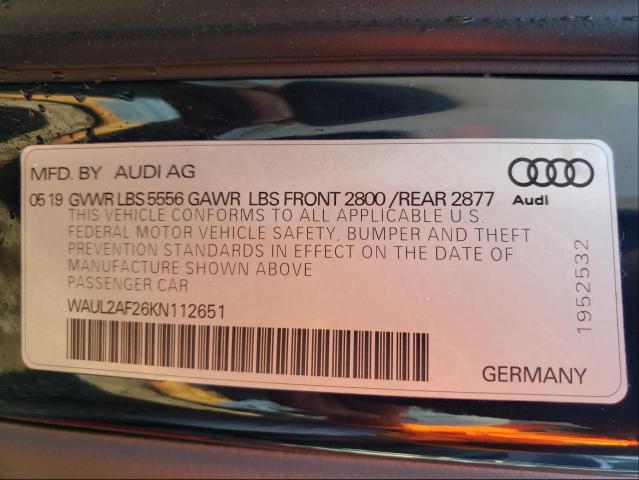 MFD. BY AUDI AG
Audi
05 19 GVWR LBS 5556 GAWR LBS FRONT 2800 /REAR 2877
THIS VEHICLE CONFORMS TO ALL APPLICABLE U.S.
FEDERAL MOTOR VEHICLE SAFETY, BUMPER AND THEFT
PREVENTION STANDARDS IN EFFECT ON THE DATE OF
MANUFACTURE SHOWN ABOVE
PASSENGER CAR
WAUL2AF26KN112651
1952532
GERMANY